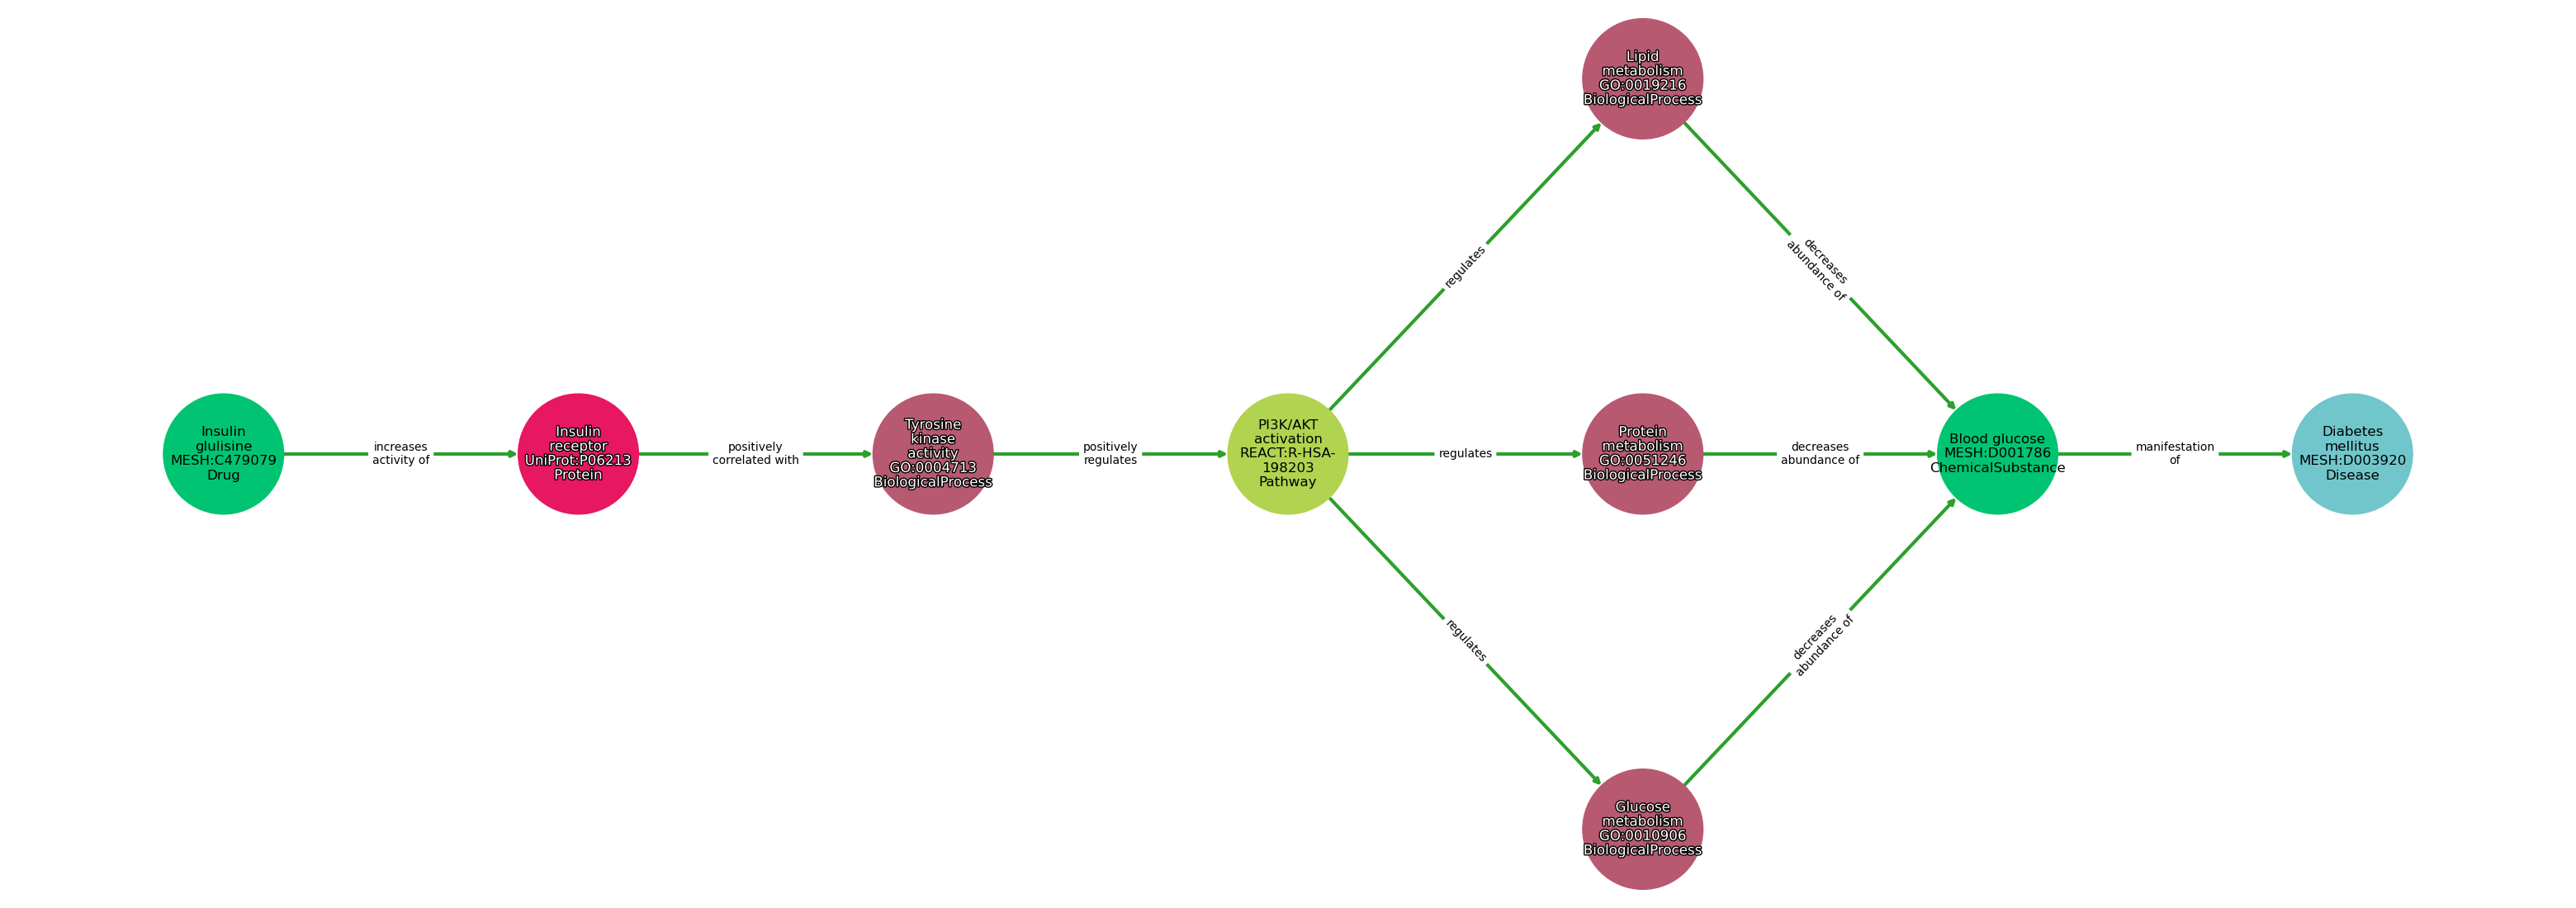 Insulin
glulisine
MESH:C479079
Drug
increases
activity of
Insulin
receptor
UniProt:P06213
Protein
positively
correlated with
Tyrosine
kinase
activity
GO:0004713
BiologicalProcess
positively
regulates
PI3K/AKT
activation
REACT:R-HSA-
198203
Pathway
regulates
Lipid
metabolism
GO:0019216
BiologicalProcess
decreases
abundance of
regulates
Protein
metabolism
GO:0051246
BiologicalProcess
decreases
abundance of
regulates
Glucose
metabolism
GO:0010906
BiologicalProcess
decreases
abundance of
Blood glucose
MESH:D001786
ChemicalSubstance
manifestation
of
Diabetes
mellitus
MESH:D003920
Disease